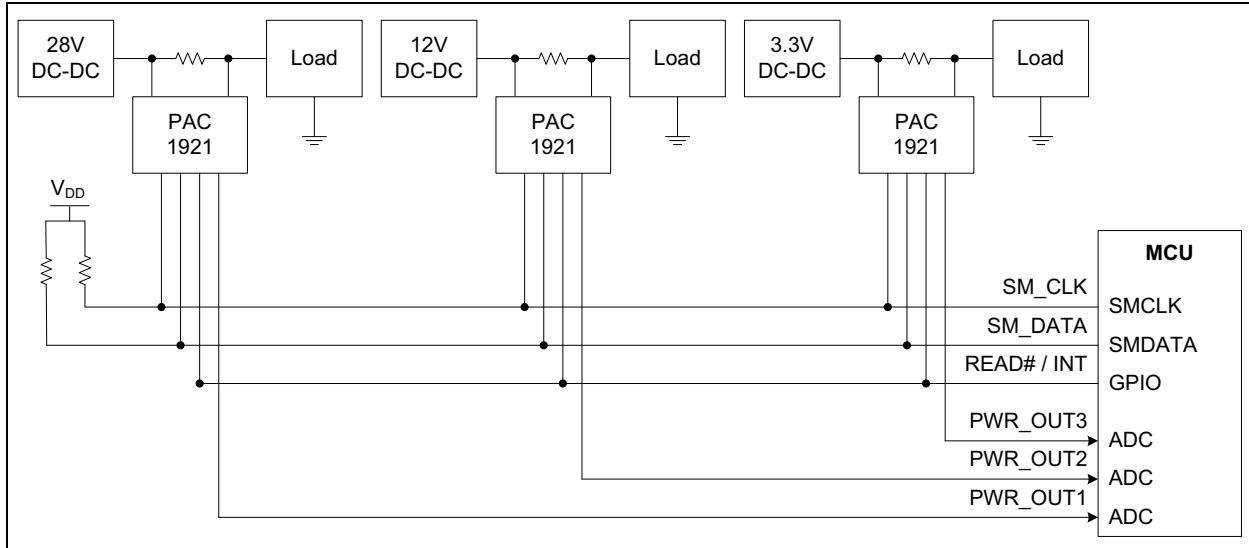 28V
DC-DC
Load
12V
DC-DC
Load
3.3V
DC-DC
Load
PAC
1921
PAC
1921
PAC
1921
VDD
MCU
SM_CLK
SMCLK
SM_DATA
SMDATA
READ# / INT
GPIO
PWR_OUT3
ADC
PWR_OUT2
ADC
PWR_OUT1
ADC